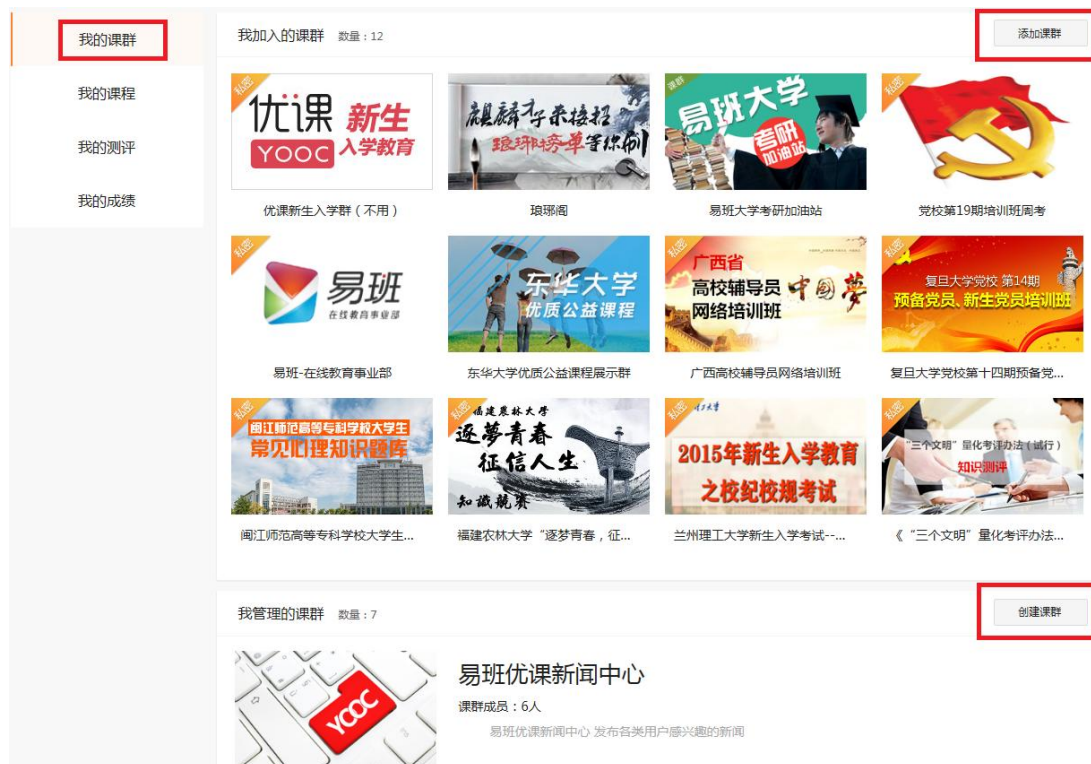 我的课群
我的课程
我的测评
我的成绩
我加入的课群 数量：12
添加课群
私密
优课
YOOC
新生
入学教育
优课新生入学群（不用）
麒麟才子来接招
琅琊榜单等你刷
琅琊阁
课群
易班大学
考研
加油站
易班大学考研加油站
私密
党校第19期培训班周考
私密
易班
在线教育事业部
易班-在线教育事业部
东华大学
优质公益课程
东华大学优质公益课程展示群
私密
广西省
高校辅导员
网络培训班
中國夢
广西高校辅导员网络培训班
私密
复旦大学党校 第14期
预备党员、新生党员培训班
复旦大学党校第十四期预备党...
私密
闽江师范高等专科学校大学生
常见心理知识题库
闽江师范高等专科学校大学生...
私密
福建農林大學
逐夢青春
征信人生
知識競賽
福建农林大学“逐梦青春，征...
私密
2015年新生入学教育
之校纪校规考试
兰州理工大学新生入学考试--...
私密
“三个文明”量化考评办法（试行）
知识测评
《“三个文明”量化考评办法...
我管理的课群 数量：7
创建课群
YOOC
易班优课新闻中心
课群成员：6人
易班优课新闻中心 发布各类用户感兴趣的新闻